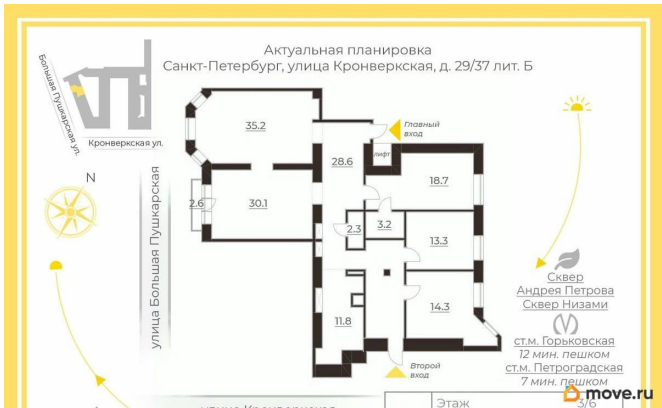 Актуальная планировка
Санкт-Петербург, улица Кронверкская, д. 29/37 лит. Б
Большая Пушкарская ул.
Кронверкская ул.
N
улица Большая Пушкарская
35.2
28.6
Главный
вход
лифт
18.7
2.6
30.1
3.2
2.3
13.3
14.3
11.8
Второй
вход
Сквер
Андрея Петрова
Сквер Низами
ст.м. Горьковская
12 мин. пешком
ст.м. Петроградская
7 мин. пешком
улица Кронверкская
Этаж
3/6
move.ru